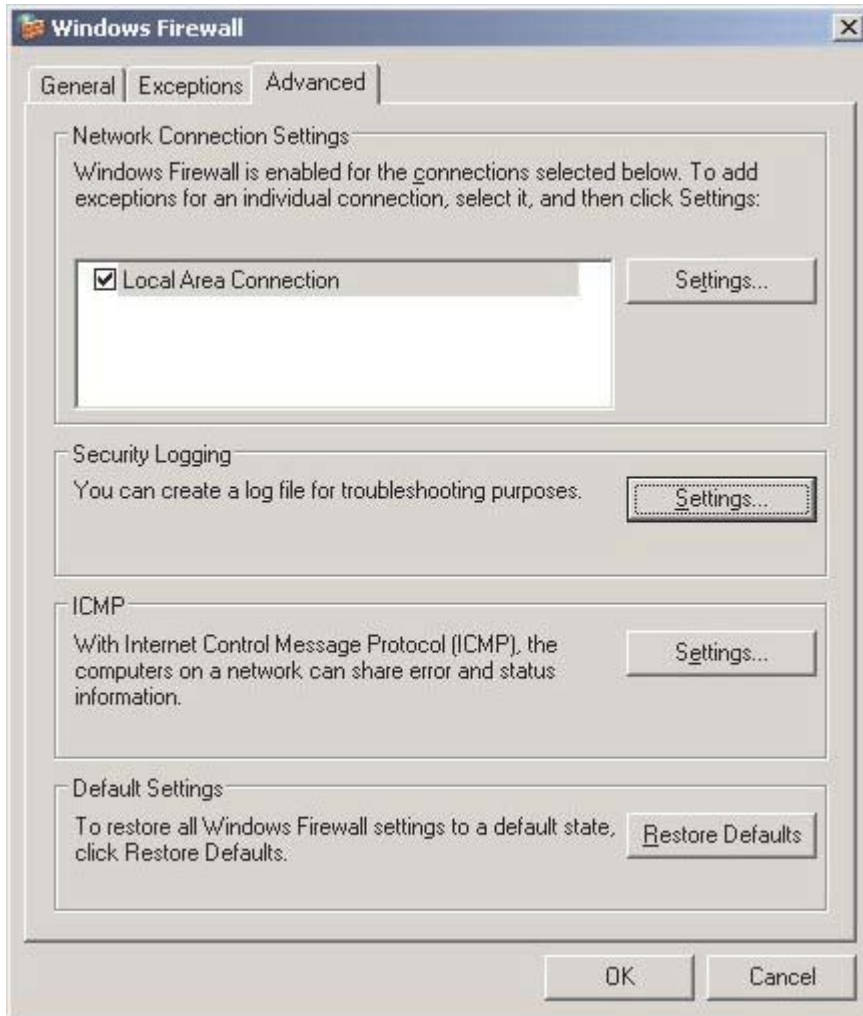 Windows Firewall
General
Exceptions
Advanced
Network Connection Settings
Windows Firewall is enabled for the connections selected below. To add
exceptions for an individual connection, select it, and then click Settings:
Local Area Connection
Settings...
Security Logging
You can create a log file for troubleshooting purposes.
Settings...
ICMP
With Internet Control Message Protocol (ICMP), the
computers on a network can share error and status
information.
Settings...
Default Settings
To restore all Windows Firewall settings to a default state,
click Restore Defaults.
Restore Defaults
OK
Cancel